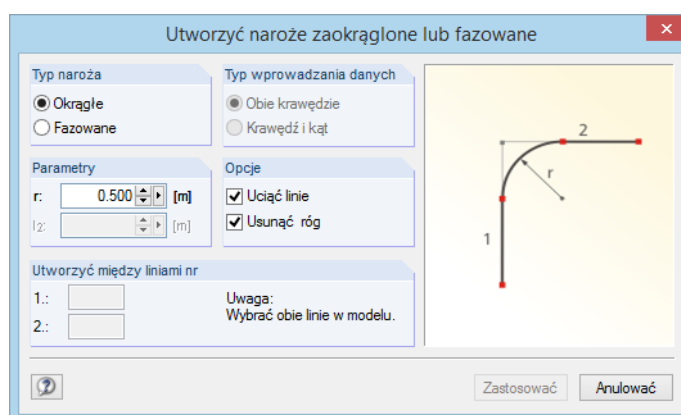 Utworzyć naroże zaokrąglone lub fazowane
Typ naroża
Okrągłe
Fazowane
Typ wprowadzania danych
Obie krawędzie
Krawędź i kąt
Parametry
r: 0.500 [m]
l2: [m]
Opcje
Uciąć linie
Usunąć róg
Utworzyć między liniami nr
1.:
2.:
Uwaga:
Wybrać obie linie w modelu.
2
r
1
Zastosować
Anulować